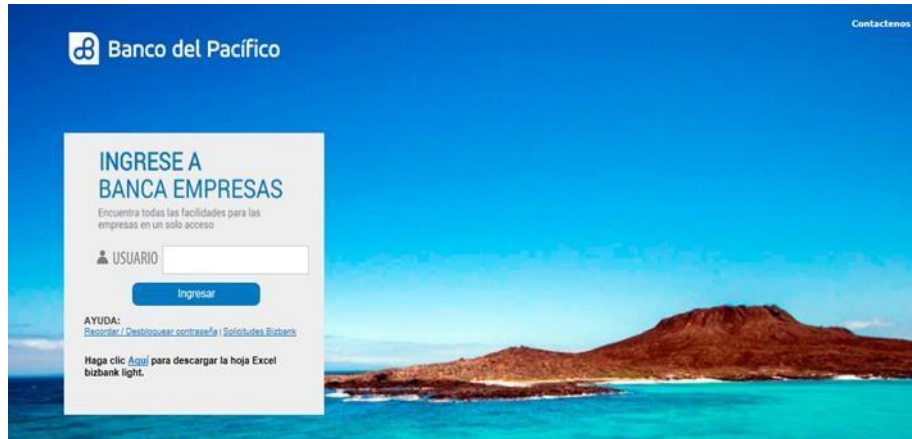 Contactenos
Banco del Pacífico
INGRESE A
BANCA EMPRESAS
Encuentra todas las facilidades para las
empresas en un solo acceso
USUARIO
Ingresar
AYUDA:
Recordar / Desbloquear contraseña | Solicitudes Bizbank
Haga clic Aquí para descargar la hoja Excel
bizbank light.